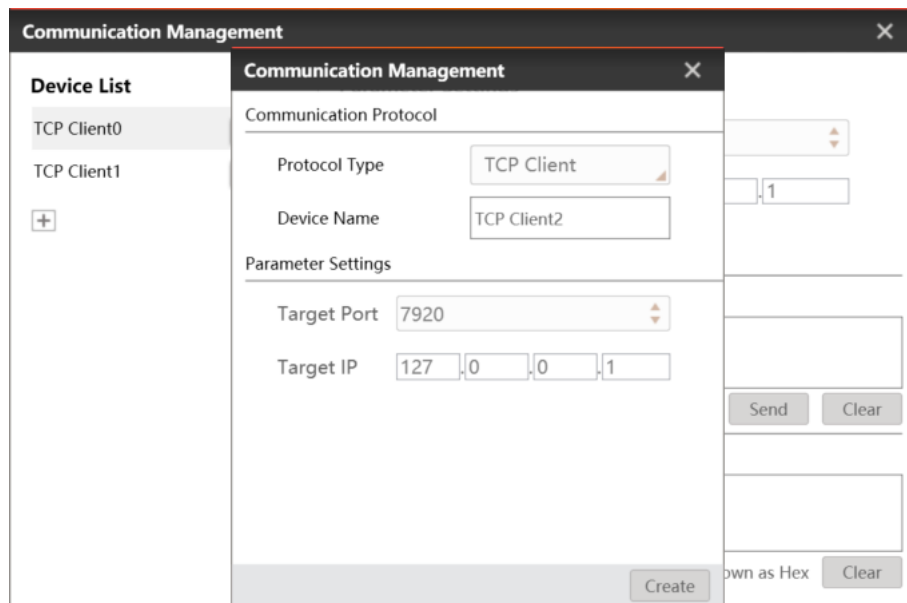 Communication Management
Device List
TCP Client0
TCP Client1
Communication Management
Communication Protocol
Protocol Type TCP Client
Device Name TCP Client2
Parameter Settings
Target Port 7920
Target IP 127.0.0.1
Create
.1
Send Clear
as Hex Clear